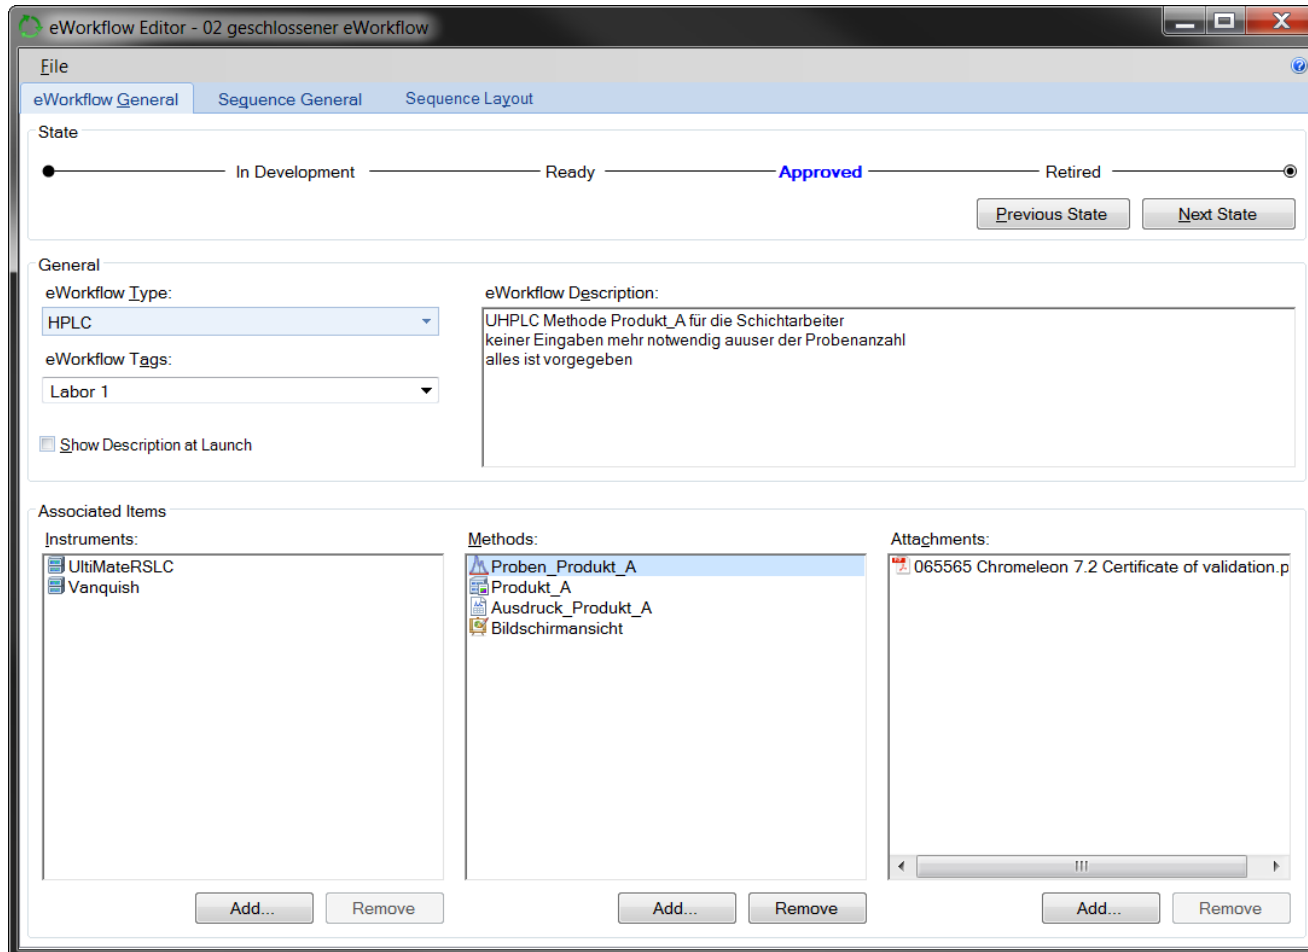 eWorkflow Editor - 02 geschlossener eWorkflow
File
eWorkflow General Sequence General Sequence Layout
State
In Development Ready Approved Retired
Previous State Next State
General
eWorkflow Type:
HPLC
eWorkflow Tags:
Labor 1
Show Description at Launch
eWorkflow Description:
UHPLC Methode Produkt_A für die Schichtarbeiter
keiner Eingaben mehr notwendig auuser der Probenanzahl
alles ist vorgegeben
Associated Items
Instruments:
UltiMateRSLC
Vanquish
Add... Remove
Methods:
Proben_Produkt_A
Produkt_A
Ausdruck_Produkt_A
Bildschirmansicht
Add... Remove
Attachments:
065565 Chromeleon 7.2 Certificate of validation.p
Add... Remove